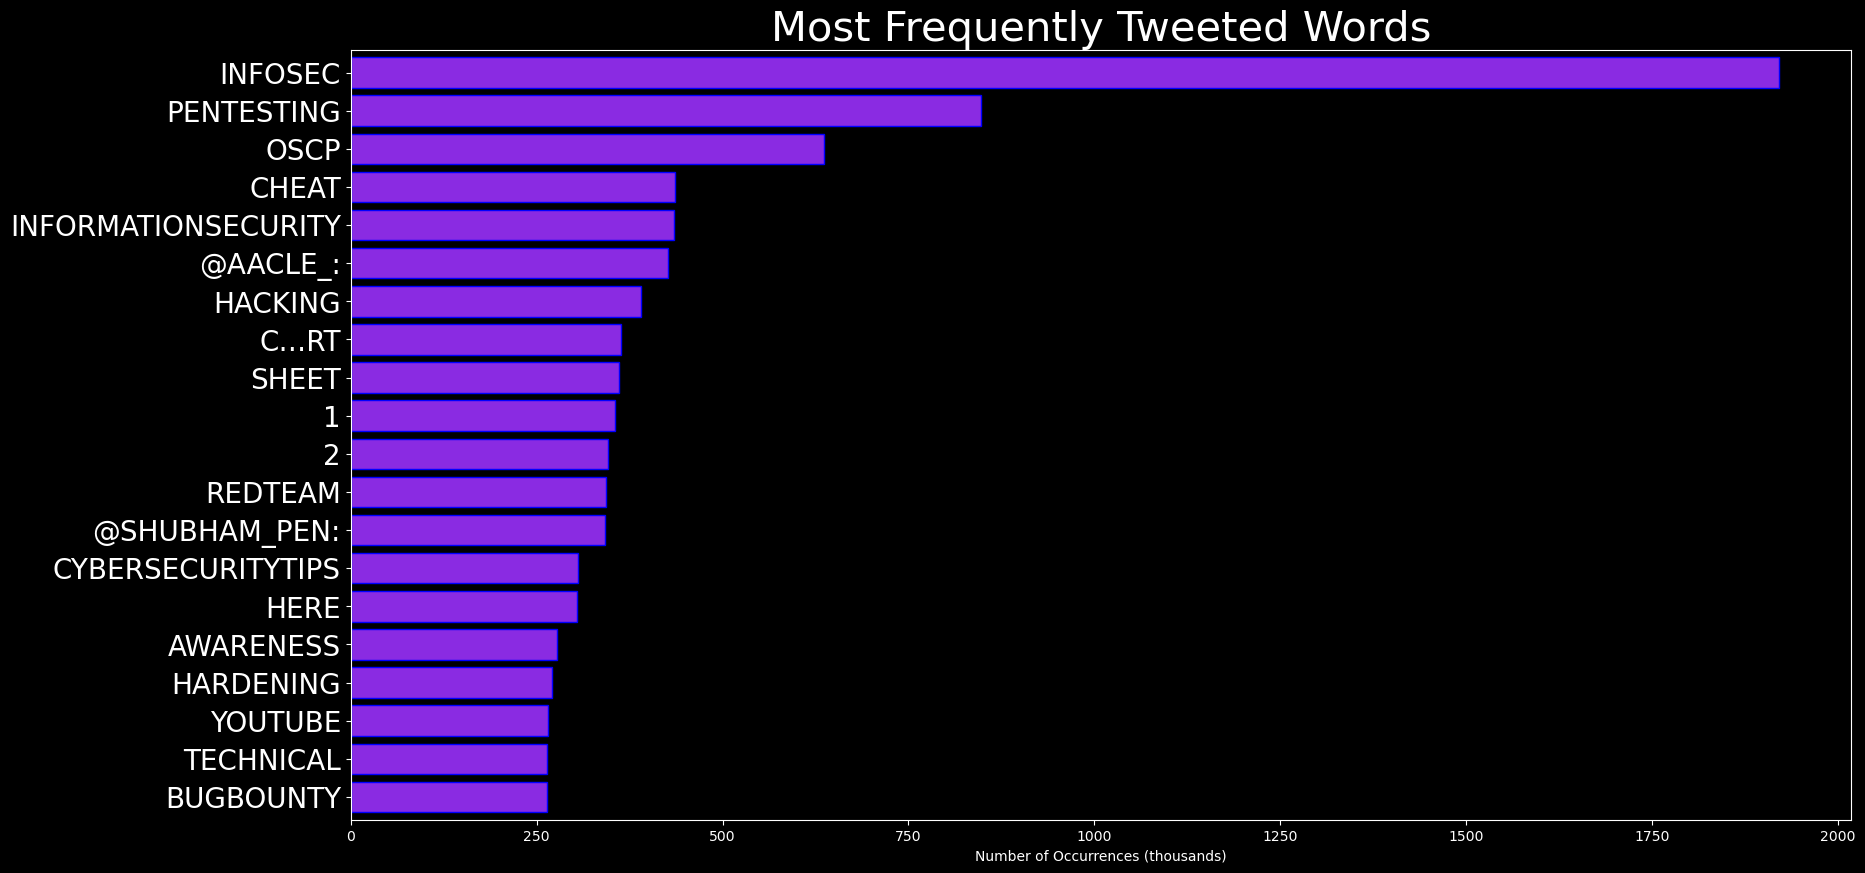 Most Frequently Tweeted Words
INFOSEC
PENTESTING
OSCP
CHEAT
INFORMATIONSECURITY
@AACLE_:
HACKING
C…RT
SHEET
1
2
REDTEAM
@SHUBHAM_PEN:
CYBERSECURITYTIPS
HERE
AWARENESS
HARDENING
YOUTUBE
TECHNICAL
BUGBOUNTY
0 250 500 750 1000 1250 1500 1750 2000
Number of Occurrences (thousands)